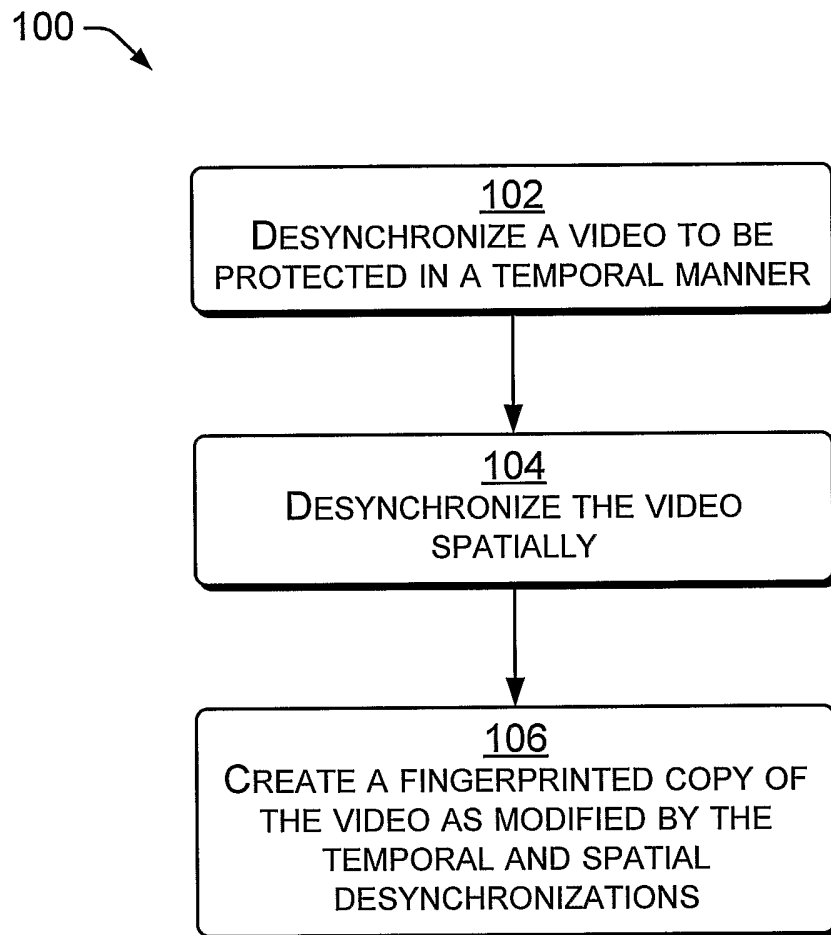 100
102
DESYNCHRONIZE A VIDEO TO BE
PROTECTED IN A TEMPORAL MANNER
104
DESYNCHRONIZE THE VIDEO
SPATIALLY
106
CREATE A FINGERPRINTED COPY OF
THE VIDEO AS MODIFIED BY THE
TEMPORAL AND SPATIAL
DESYNCHRONIZATIONS